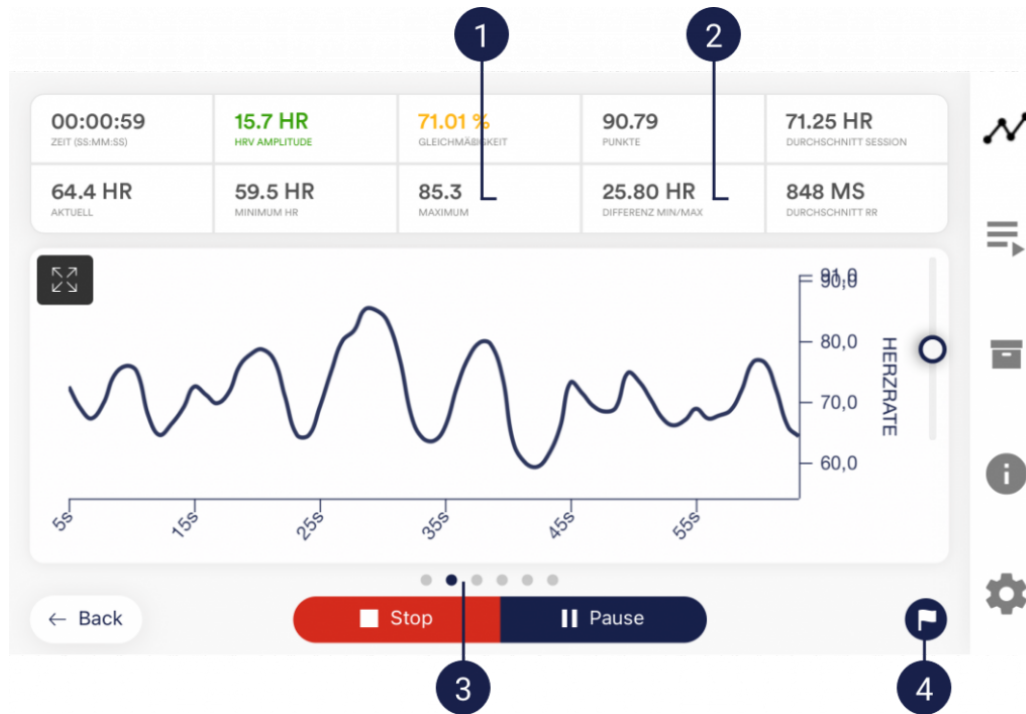 1 2
00:00:59 15.7 HR 71.01 % 90.79 71.25 HR
ZEIT (SS:MM:SS) HRV AMPLITUDE GLEICHMÄßIGKEIT PUNKTE DURCHSCHNITT SESSION
64.4 HR 59.5 HR 85.3 25.80 HR 848 MS
AKTUELL MINIMUM HR MAXIMUM DIFFERENZ MIN/MAX DURCHSCHNITT RR
91,0
90,0
80,0
70,0
60,0
HERZRATE
5s 15s 25s 35s 45s 55s
← Back Stop Pause
3 4